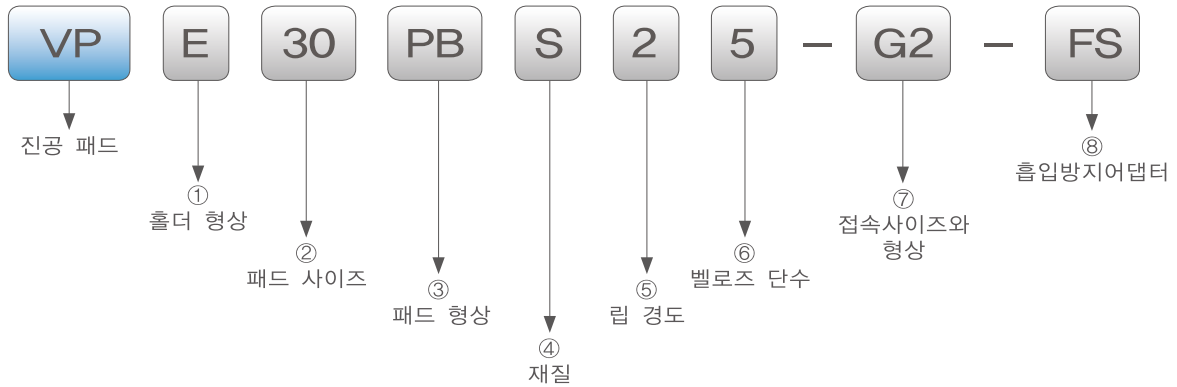 VP E 30 PB S 2 5 - G2 - FS
진공 패드
①
홀더 형상
②
패드 사이즈
③
패드 형상
④
재질
⑤
립 경도
⑥
벨로즈 단수
⑦
접속사이즈와
형상
⑧
흡입방지어댑터